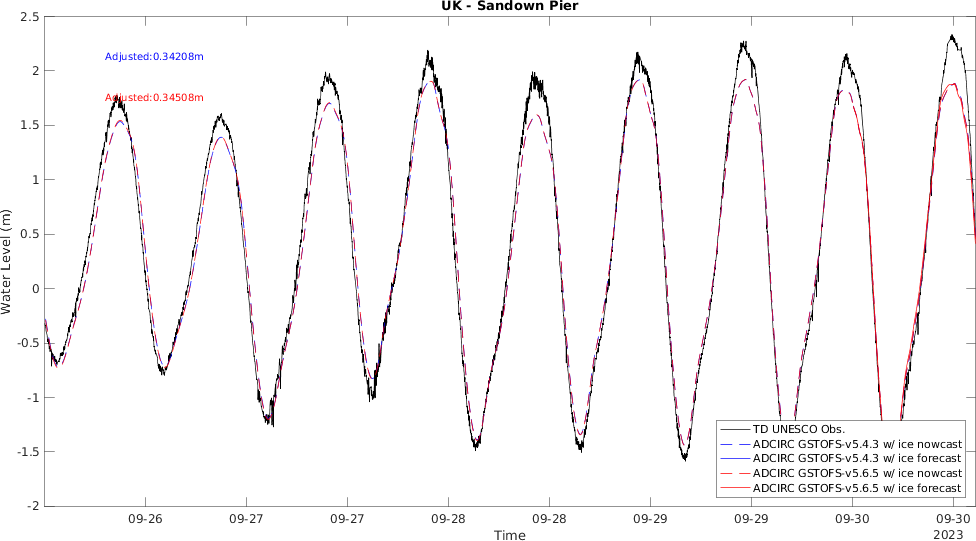 UK - Sandown Pier
2.5
2
1.5
1
0.5
0
-0.5
-1
-1.5
-2
Water Level (m)
Adjusted:0.34208m
Adjusted:0.34508m
TD UNESCO Obs.
ADCIRC GSTOFS-v5.4.3 w/ ice nowcast
ADCIRC GSTOFS-v5.4.3 w/ ice forecast
ADCIRC GSTOFS-v5.6.5 w/ ice nowcast
ADCIRC GSTOFS-v5.6.5 w/ ice forecast
09-26 09-27 09-27 09-28 09-28 09-29 09-29 09-30 09-30
2023
Time